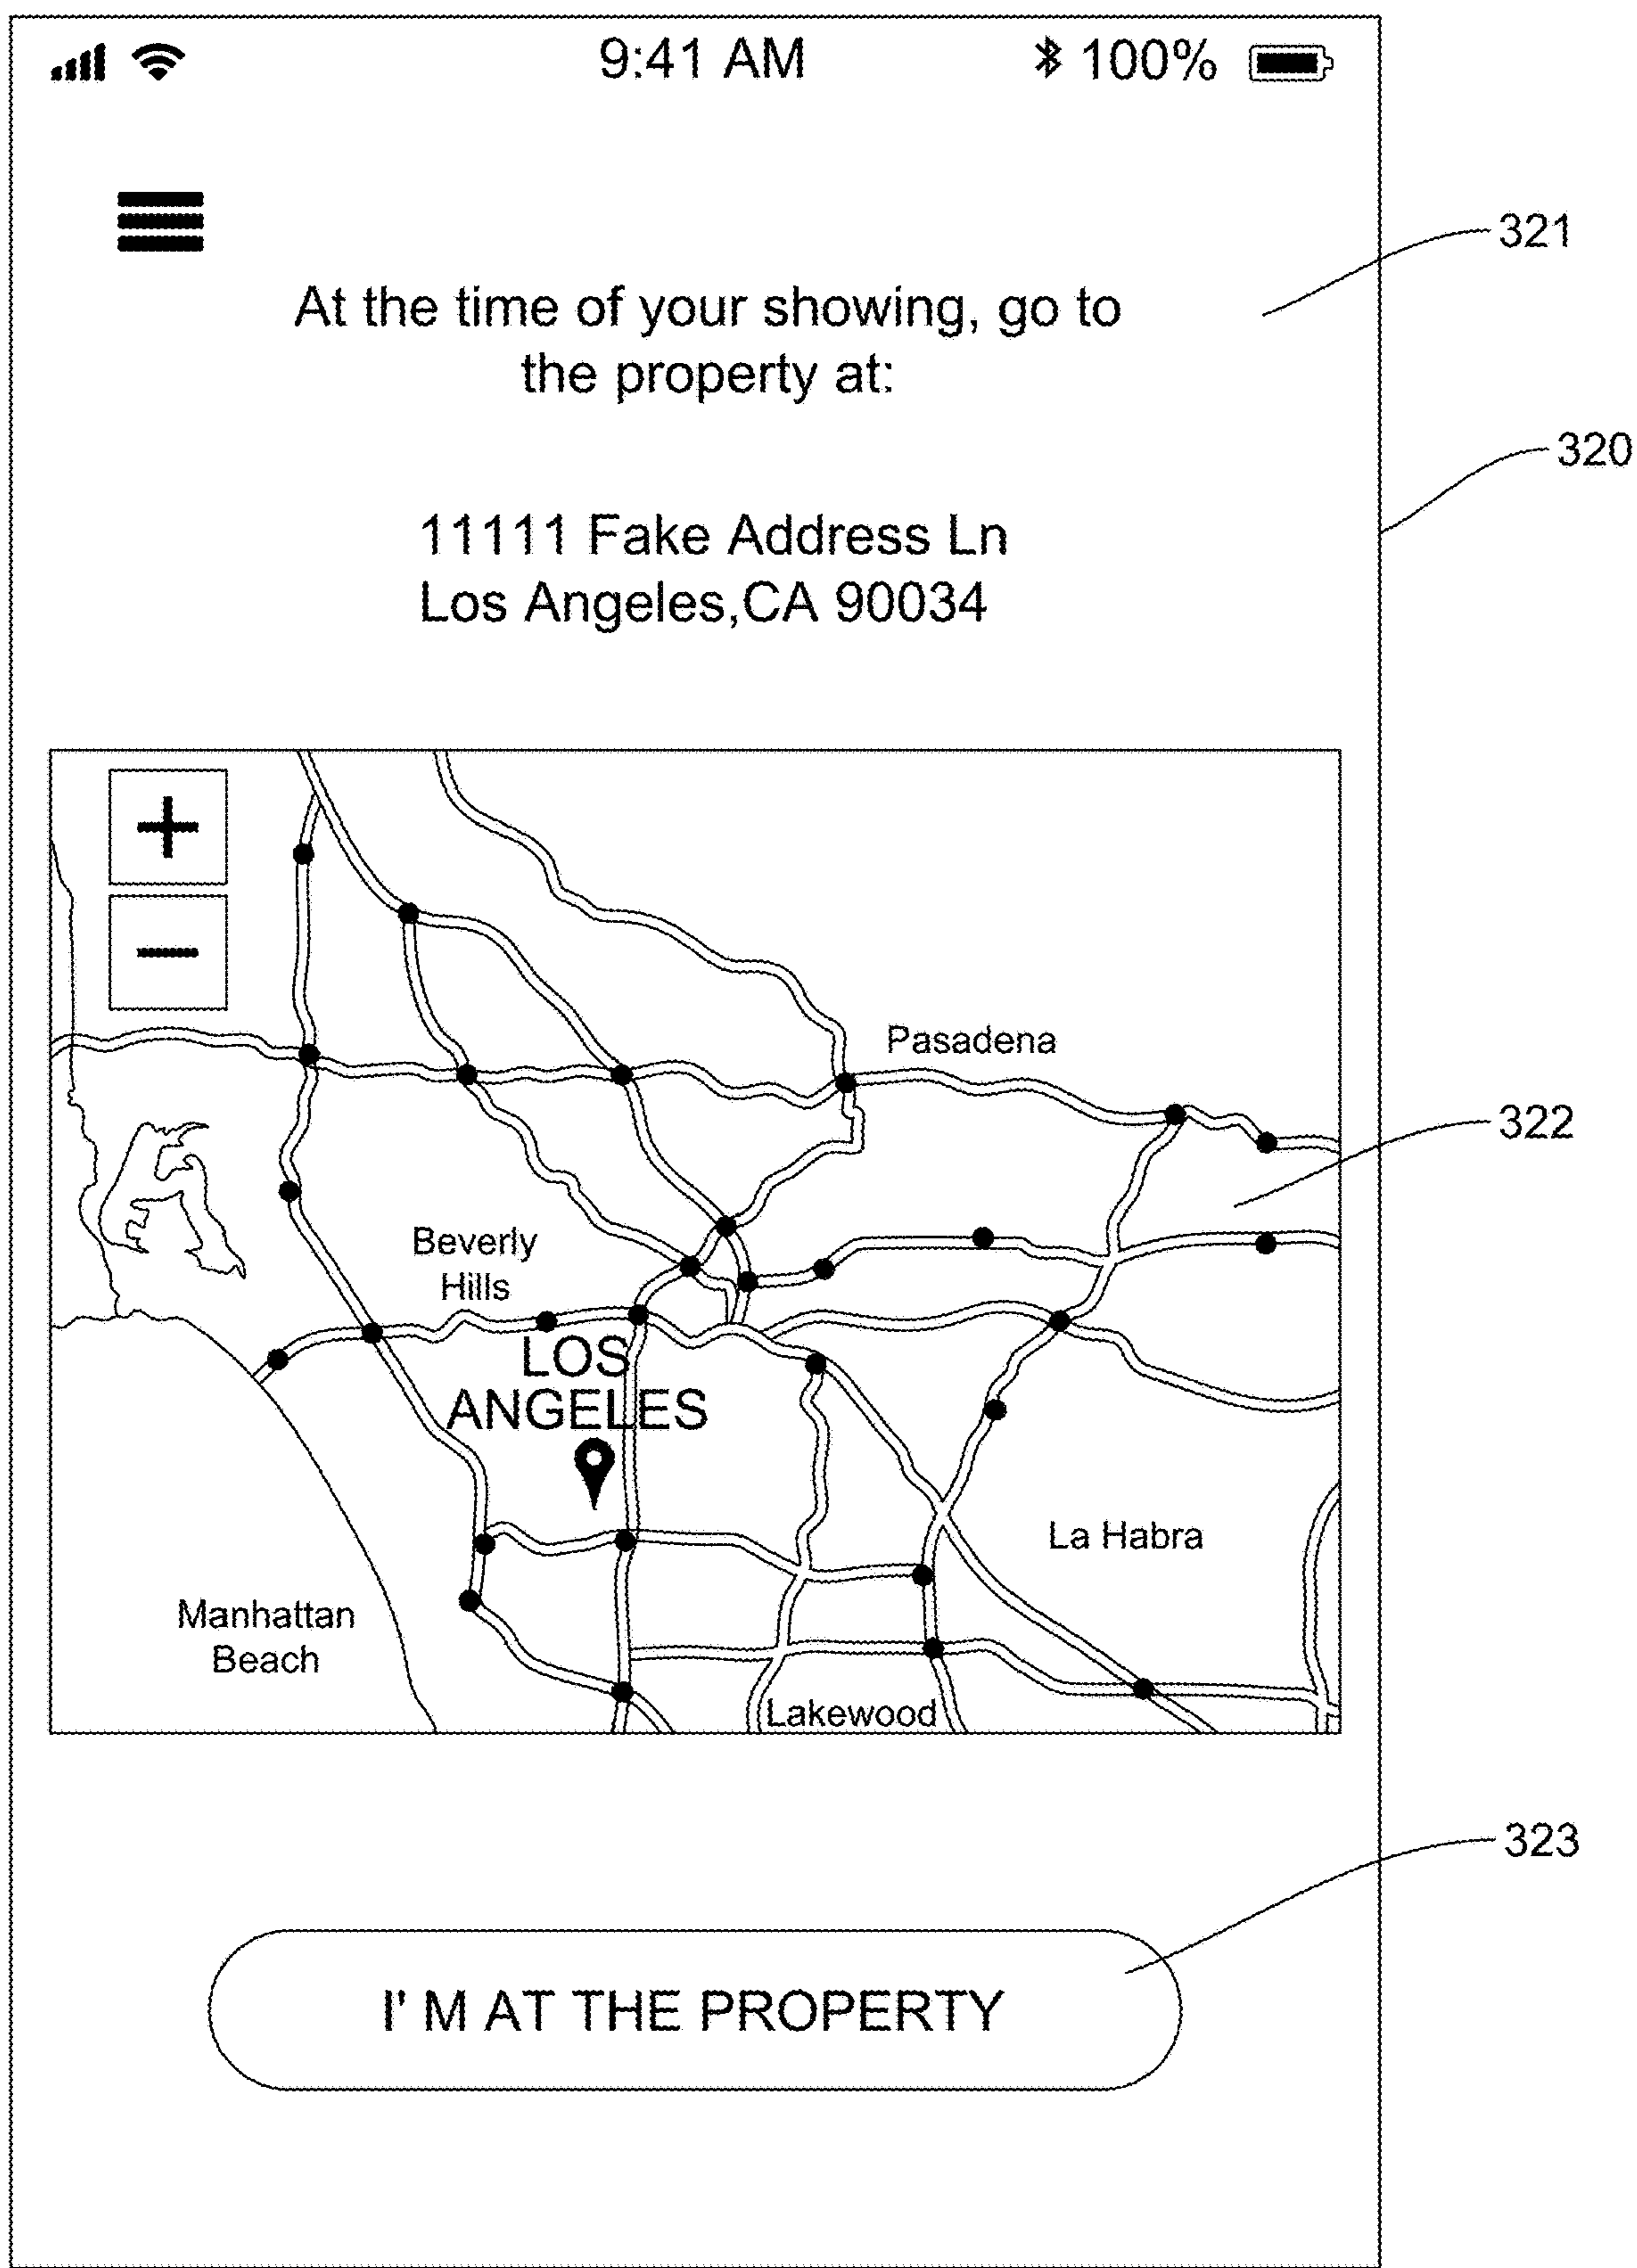 9:41 AM
100%
321
At the time of your showing, go to
the property at:
320
11111 Fake Address Ln
Los Angeles,CA 90034
+
−
Pasadena
322
Beverly
Hills
LOS
ANGELES
La Habra
Manhattan
Beach
Lakewood
323
I' M AT THE PROPERTY